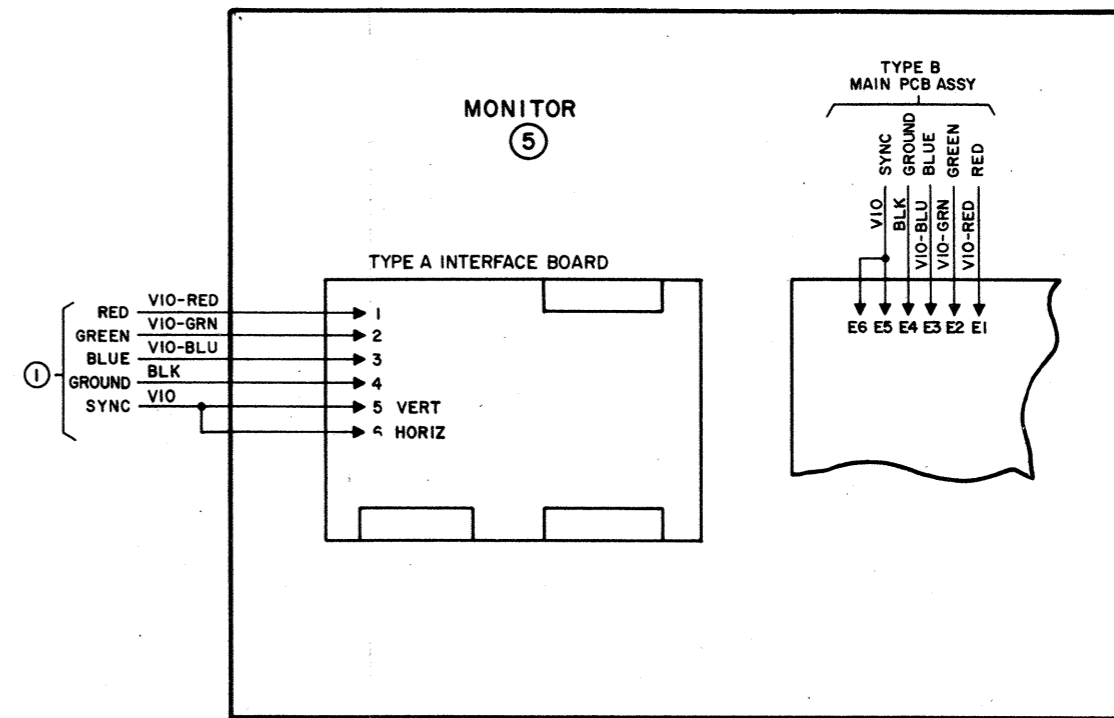 MONITOR
5
TYPE B
MAIN PCB ASSY
SYNC
GROUND
BLUE
GREEN
RED
VIO
BLK
VIO-BLU
VIO-GRN
VIO-RED
E6 E5 E4 E3 E2 E1
TYPE A INTERFACE BOARD
1
RED VIO-RED 1
GREEN VIO-GRN 2
BLUE VIO-BLU 3
GROUND BLK 4
SYNC VIO 5 VERT
6 HORIZ